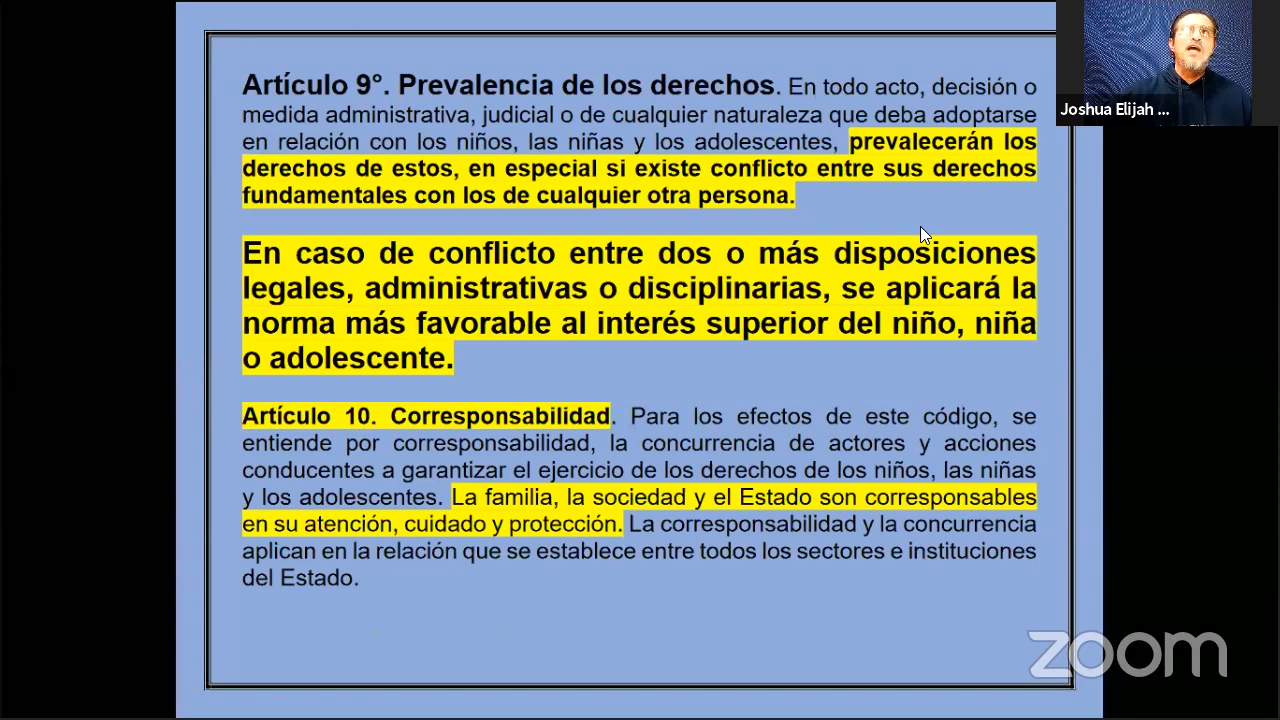 Artículo 9°. Prevalencia de los derechos. En todo acto, decisión o
medida administrativa, judicial o de cualquier naturaleza que deba adoptarse
en relación con los niños, las niñas y los adolescentes, prevalecerán los
derechos de estos, en especial si existe conflicto entre sus derechos
fundamentales con los de cualquier otra persona.
En caso de conflicto entre dos o más disposiciones
legales, administrativas o disciplinarias, se aplicará la
norma más favorable al interés superior del niño, niña
o adolescente.
Artículo 10. Corresponsabilidad. Para los efectos de este código, se
entiende por corresponsabilidad, la concurrencia de actores y acciones
conducentes a garantizar el ejercicio de los derechos de los niños, las niñas
y los adolescentes. La familia, la sociedad y el Estado son corresponsables
en su atención, cuidado y protección. La corresponsabilidad y la concurrencia
aplican en la relación que se establece entre todos los sectores e instituciones
del Estado.
Joshua Elijah ...
zoom